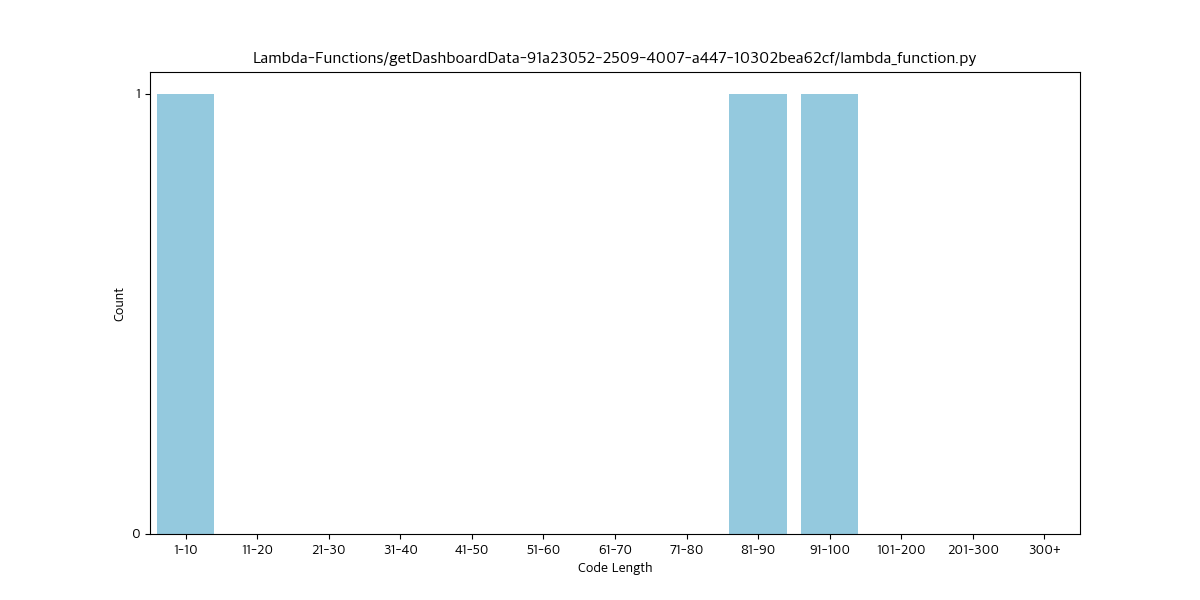 Lambda-Functions/getDashboardData-91a23052-2509-4007-a447-10302bea62cf/lambda_function.py
1
Count
0
1-10 11-20 21-30 31-40 41-50 51-60 61-70 71-80 81-90 91-100 101-200 201-300 300+
Code Length